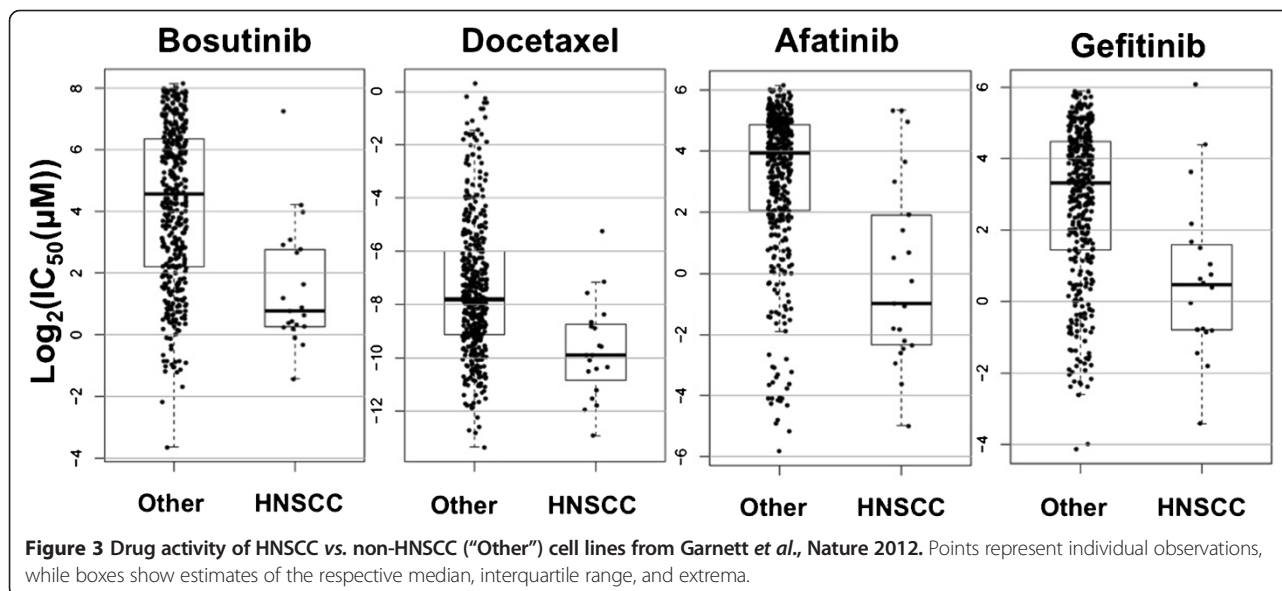 Bosutinib Docetaxel Afatinib Gefitinib
Log₂(IC₅₀(μM))
8 6 4 2 0 −2 −4
0 −2 −4 −6 −8 −10 −12
6 4 2 0 −2 −4 −6
6 4 2 0 −2 −4
Other HNSCC Other HNSCC Other HNSCC Other HNSCC
Figure 3 Drug activity of HNSCC vs. non-HNSCC (“Other”) cell lines from Garnett et al., Nature 2012. Points represent individual observations,
while boxes show estimates of the respective median, interquartile range, and extrema.